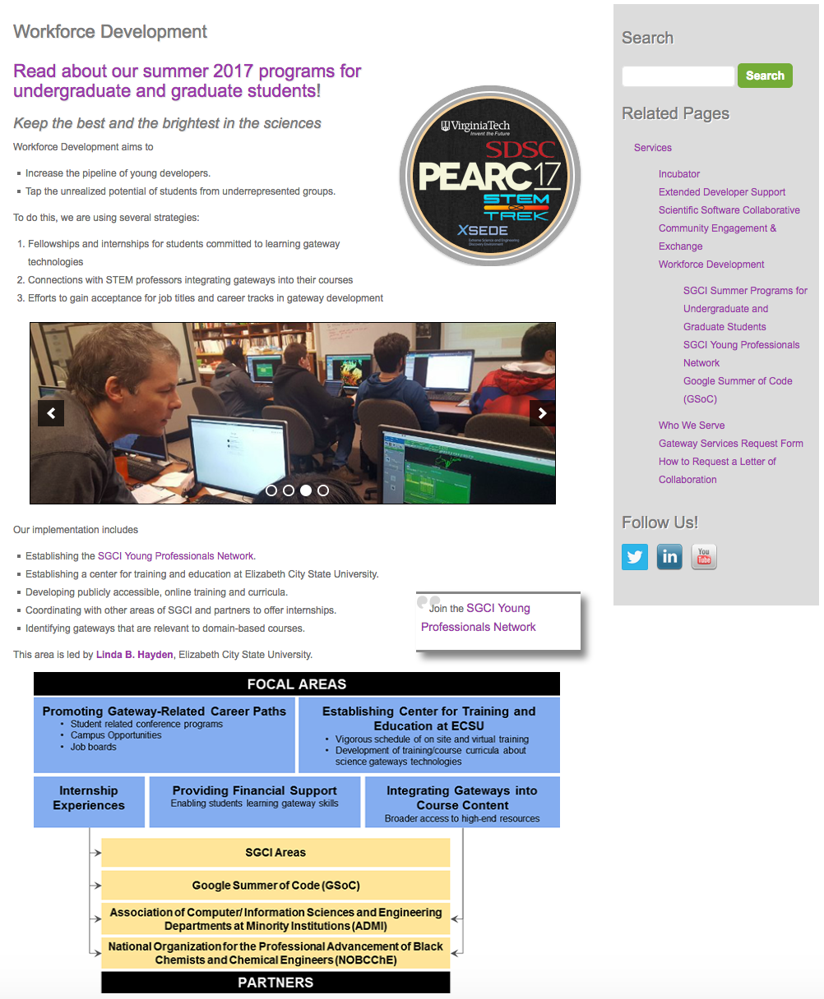 Workforce Development
Read about our summer 2017 programs for
undergraduate and graduate students!
Keep the best and the brightest in the sciences
Workforce Development aims to
Increase the pipeline of young developers.
Tap the unrealized potential of students from underrepresented groups.
To do this, we are using several strategies:
1. Fellowships and internships for students committed to learning gateway
technologies
2. Connections with STEM professors integrating gateways into their courses
3. Efforts to gain acceptance for job titles and career tracks in gateway development
VirginiaTech
Invent the Future
SDSC
PEARC17
STEM
TREK
XSEDE
Extreme Science and Engineering
Discovery Environment
Our implementation includes
Establishing the SGCI Young Professionals Network.
Establishing a center for training and education at Elizabeth City State University.
Developing publicly accessible, online training and curricula.
Coordinating with other areas of SGCI and partners to offer internships.
Identifying gateways that are relevant to domain-based courses.
Join the SGCI Young
Professionals Network
This area is led by Linda B. Hayden, Elizabeth City State University.
FOCAL AREAS
Promoting Gateway-Related Career Paths
• Student related conference programs
• Campus Opportunities
• Job boards
Establishing Center for Training and
Education at ECSU
• Vigorous schedule of on site and virtual training
• Development of training/course curricula about
science gateways technologies
Internship
Experiences
Providing Financial Support
Enabling students learning gateway skills
Integrating Gateways into
Course Content
Broader access to high-end resources
SGCI Areas
Google Summer of Code (GSoC)
Association of Computer/ Information Sciences and Engineering
Departments at Minority Institutions (ADMI)
National Organization for the Professional Advancement of Black
Chemists and Chemical Engineers (NOBCChE)
PARTNERS
Search
Search
Related Pages
Services
Incubator
Extended Developer Support
Scientific Software Collaborative
Community Engagement &
Exchange
Workforce Development
SGCI Summer Programs for
Undergraduate and
Graduate Students
SGCI Young Professionals
Network
Google Summer of Code
(GSoC)
Who We Serve
Gateway Services Request Form
How to Request a Letter of
Collaboration
Follow Us!
in
You
Tube